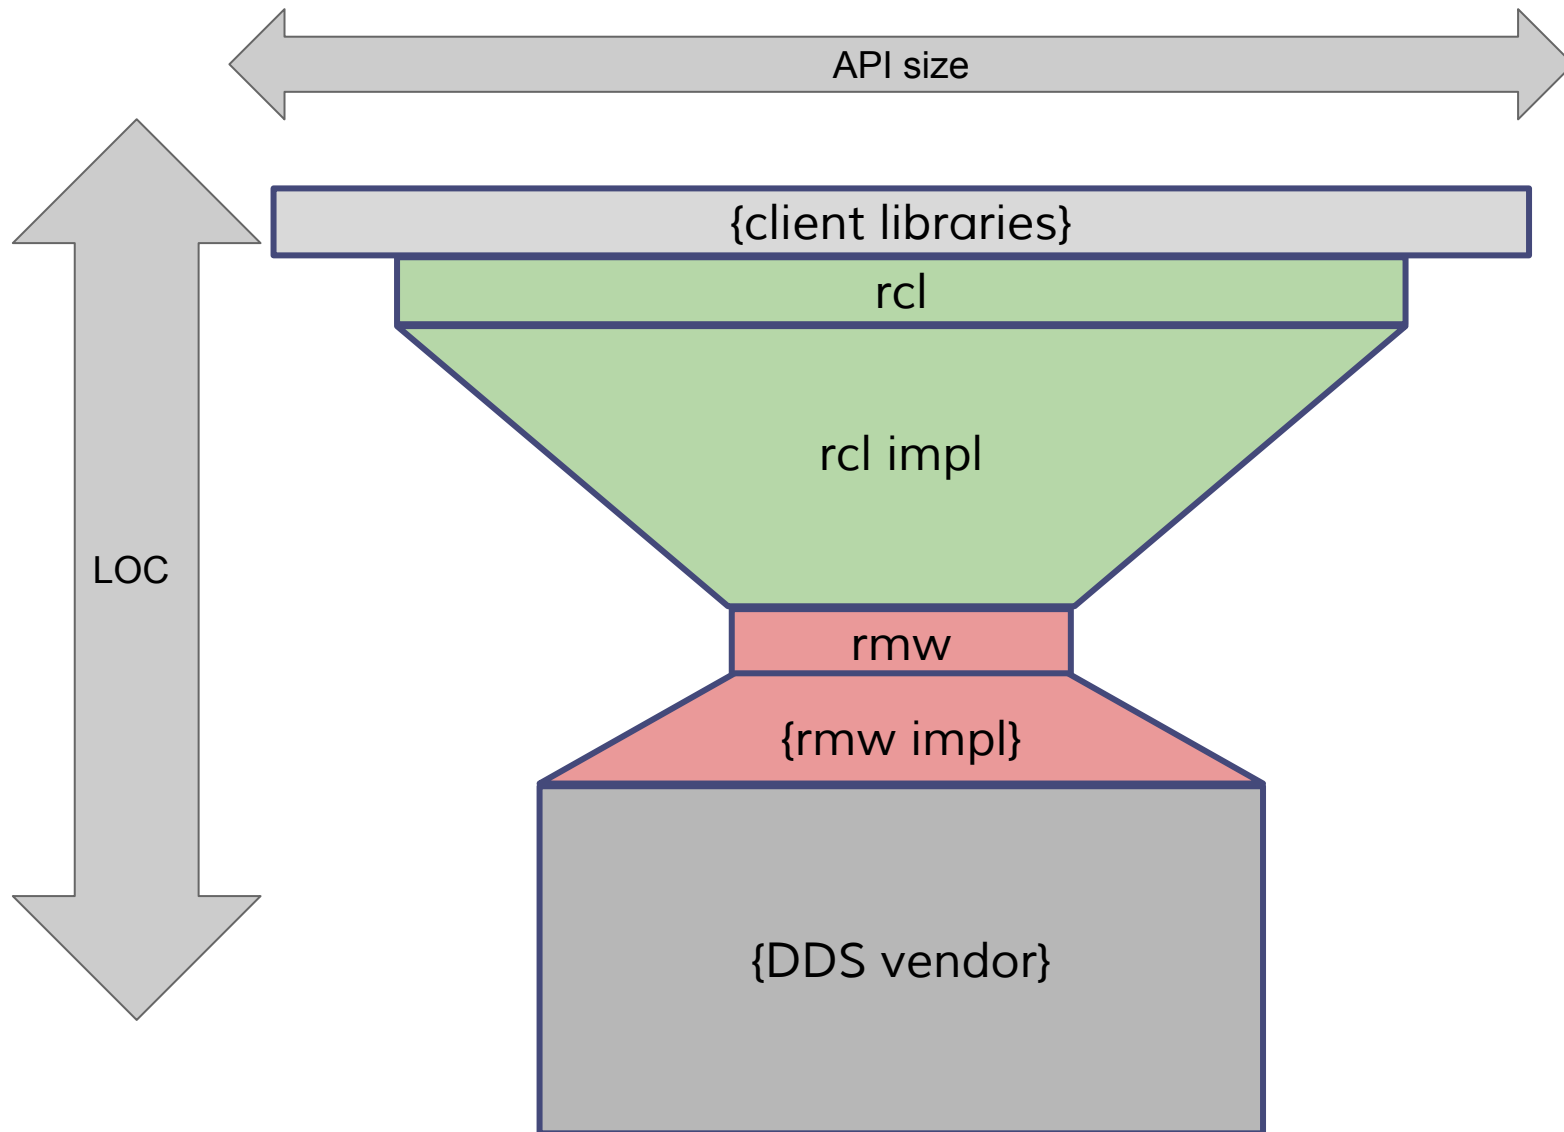 API size
{client libraries}
rcl
rcl impl
LOC
rmw
{rmw impl}
{DDS vendor}